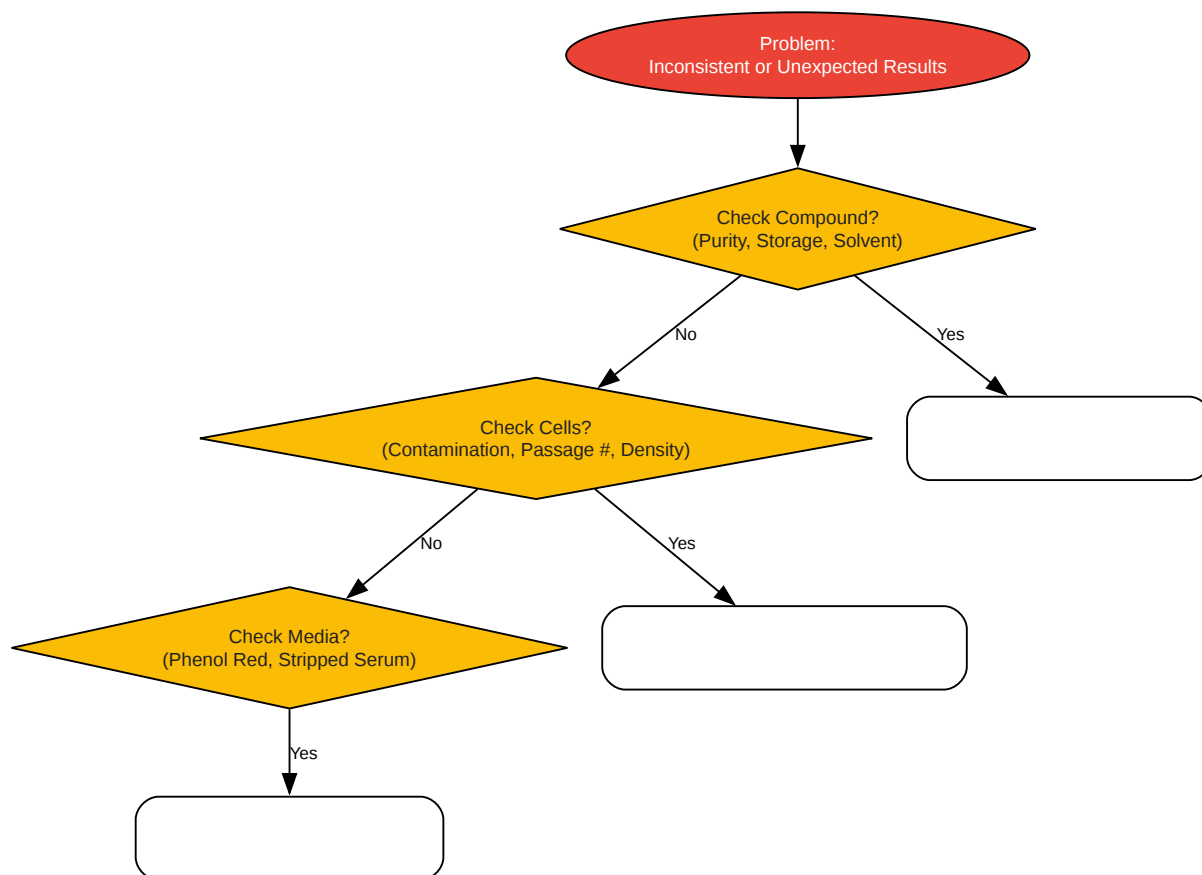 Problem:
Inconsistent or Unexpected Results
Check Compound?
(Purity, Storage, Solvent)
No
Yes
Check Cells?
(Contamination, Passage #, Density)
No
Yes
Check Media?
(Phenol Red, Stripped Serum)
Yes